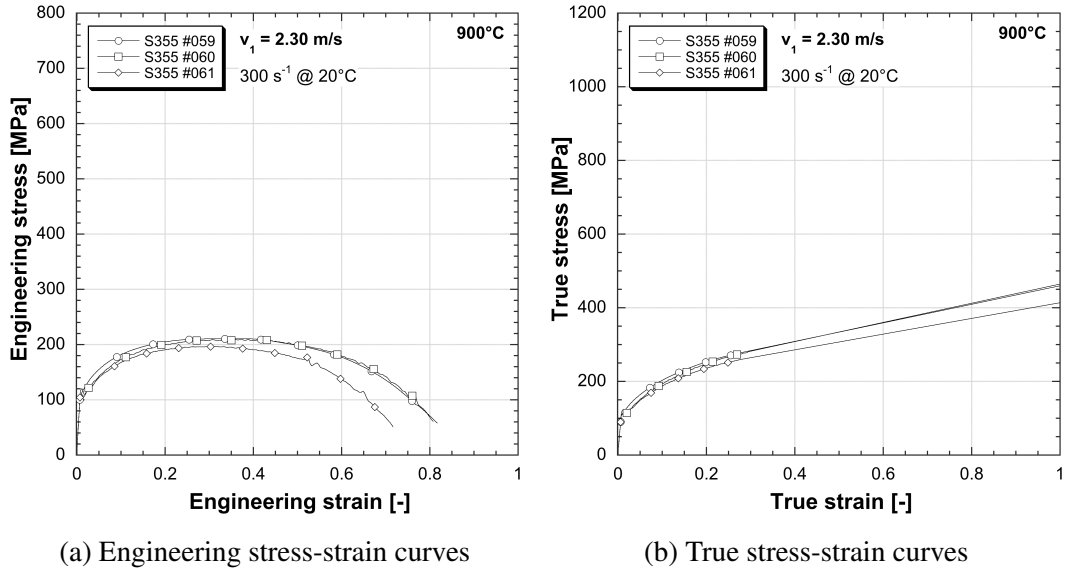 800
700
600
500
400
300
200
100
0
Engineering stress [MPa]
S355 #059
S355 #060
S355 #061
v1 = 2.30 m/s
300 s-1 @ 20°C
900°C
0 0.2 0.4 0.6 0.8 1
Engineering strain [-]
(a) Engineering stress-strain curves
1200
1000
800
600
400
200
0
True stress [MPa]
S355 #059
S355 #060
S355 #061
v1 = 2.30 m/s
300 s-1 @ 20°C
900°C
0 0.2 0.4 0.6 0.8 1
True strain [-]
(b) True stress-strain curves